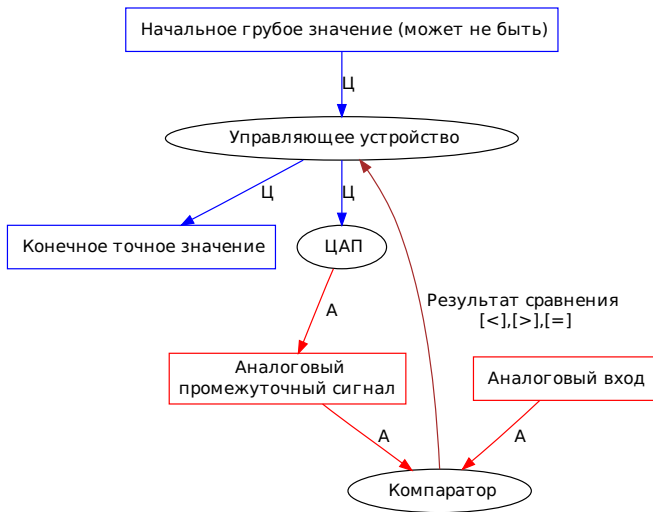 Начальное грубое значение (может не быть)
Ц
Управляющее устройство
Ц
Ц
Конечное точное значение
ЦАП
А
Результат сравнения
[<],[>],[=]
Аналоговый
промежуточный сигнал
Аналоговый вход
А
А
Компаратор